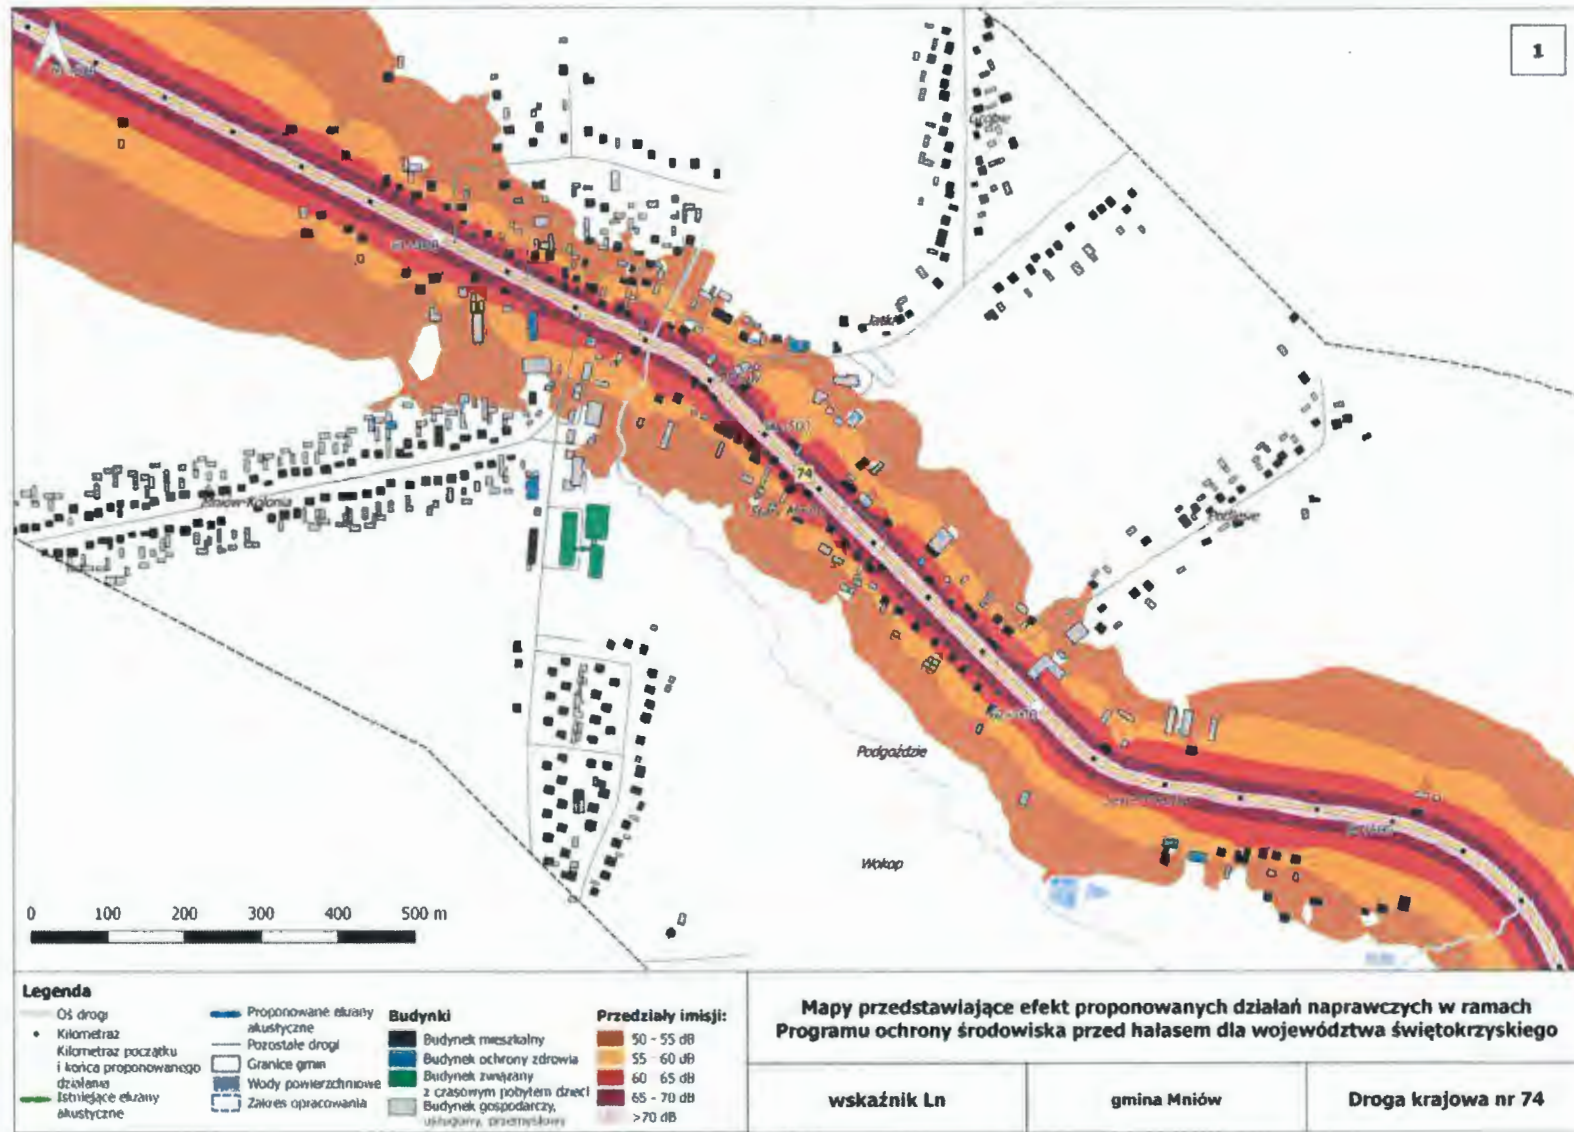 1
Jaski
74
Podgoździe
Wokop
0 100 200 300 400 500 m
Legenda
Oś drogi
Kilometraż
Kilometraż początku
i końca proponowanego
działania
Istniejące ekrany
akustyczne
Proponowane ekrany
akustyczne
Pozostałe drogi
Granice gmin
Wody powierzchniowe
Zakres opracowania
Budynki
Budynek mieszkalny
Budynek ochrony zdrowia
Budynek związany
z czasowym pobytem dzieci
Budynek gospodarczy,
usługowy, przemysłowy
Przedziały imisji:
50 - 55 dB
55 - 60 dB
60 - 65 dB
65 - 70 dB
>70 dB
Mapy przedstawiające efekt proponowanych działań naprawczych w ramach
Programu ochrony środowiska przed hałasem dla województwa świętokrzyskiego
wskaźnik Ln
gmina Mniów
Droga krajowa nr 74